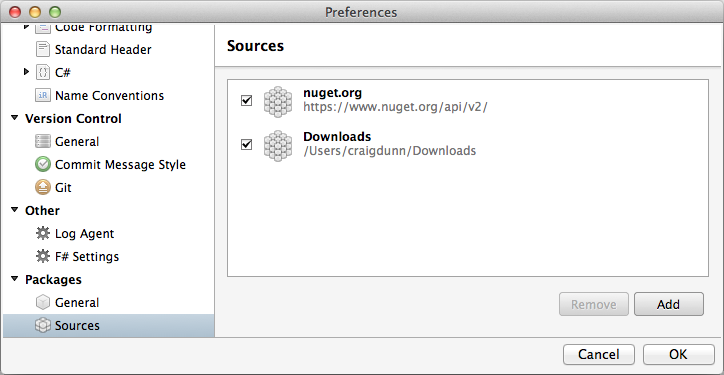 Preferences
Code Formatting
Standard Header
{} C#
iR Name Conventions
Version Control
General
Commit Message Style
Git
Other
Log Agent
F# Settings
Packages
General
Sources
Sources
nuget.org
https://www.nuget.org/api/v2/
Downloads
/Users/craigdunn/Downloads
Remove
Add
Cancel
OK